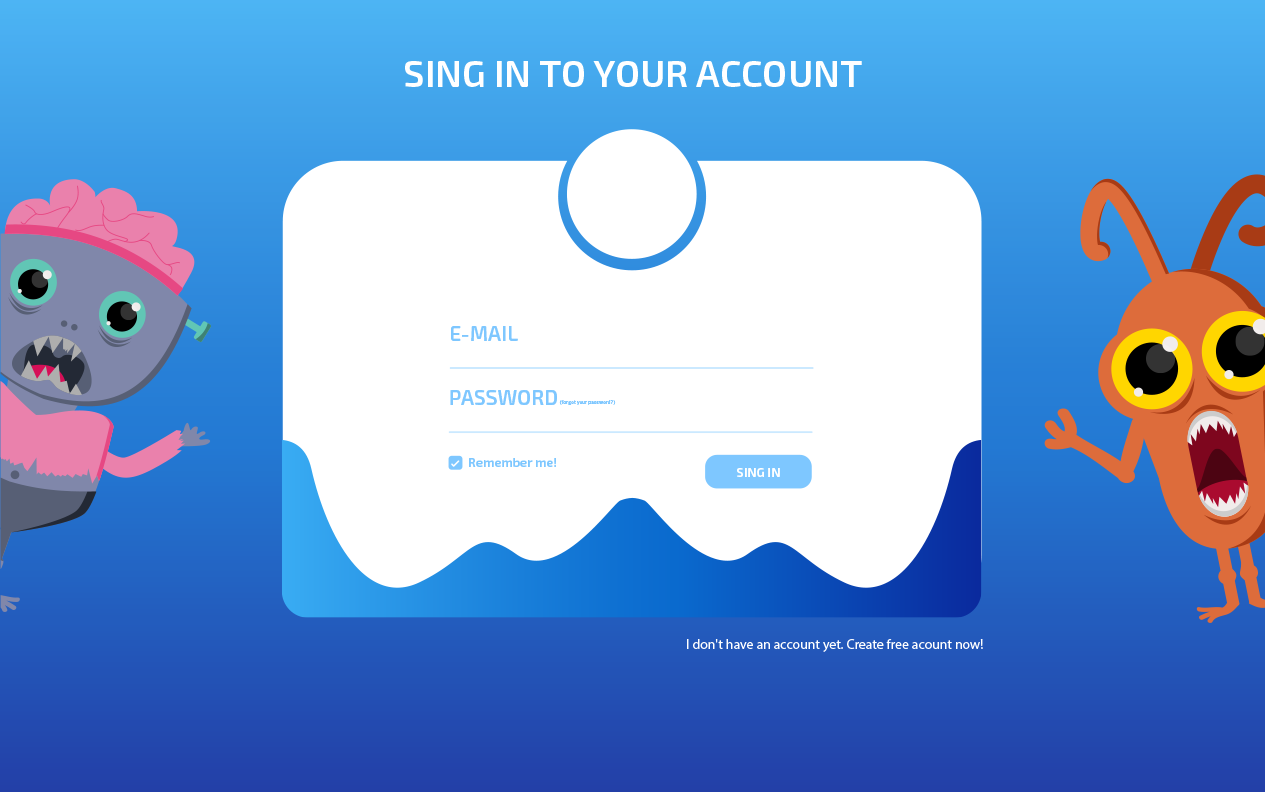 SING IN TO YOUR ACCOUNT
E-MAIL
PASSWORD (forgot your password?)
Remember me!
SING IN
I don't have an account yet. Create free acount now!